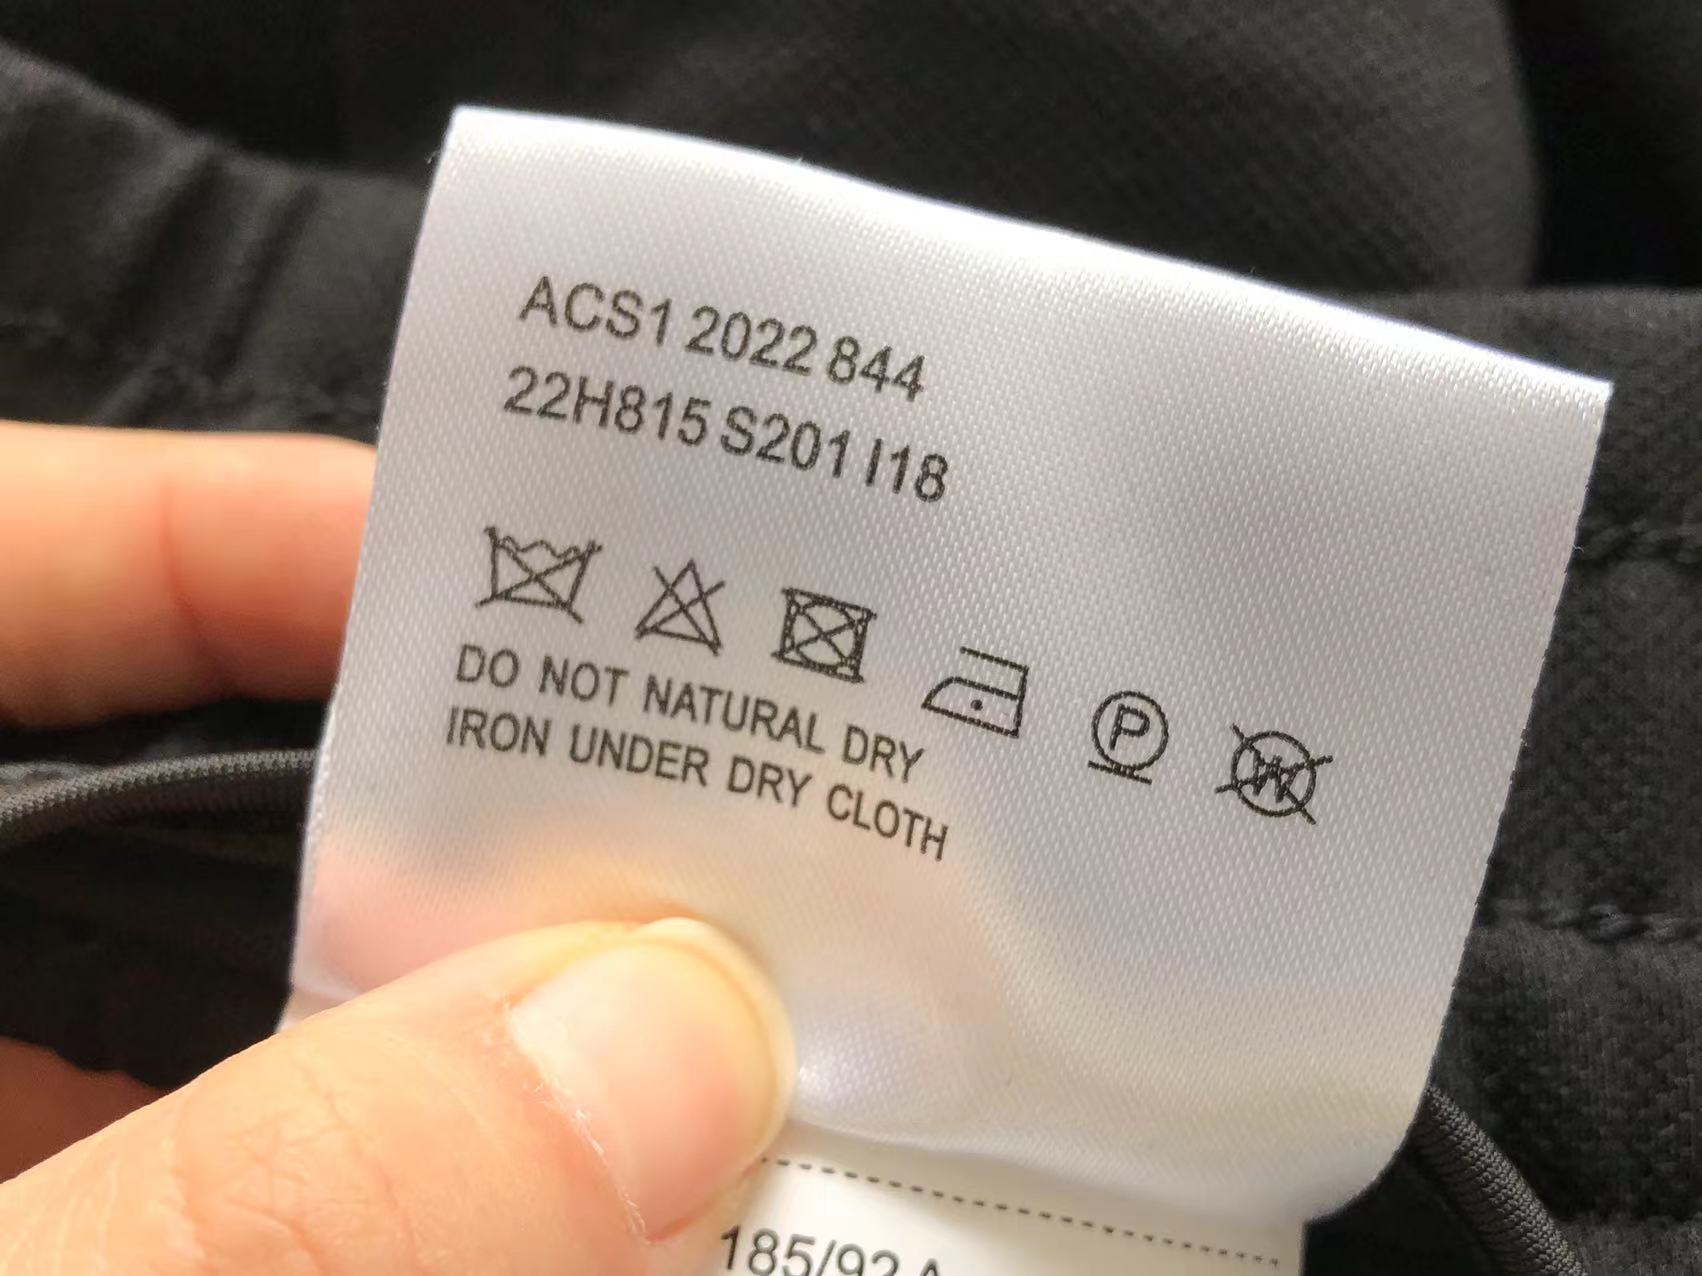 ACS1 2022 844
22H815 S201 I18
P
W
DO NOT NATURAL DRY
IRON UNDER DRY CLOTH
185/92 A